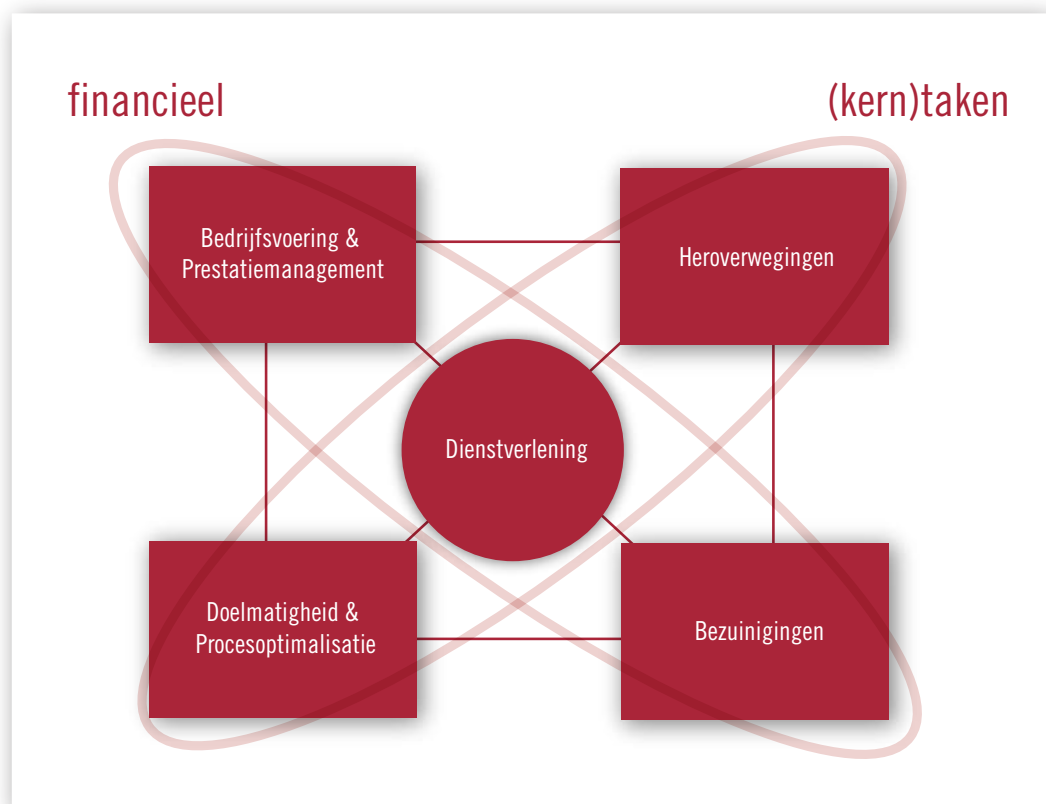 financieel
(kern)taken
Bedrijfsvoering &
Prestatiemanagement
Heroverwegingen
Dienstverlening
Doelmatigheid &
Procesoptimalisatie
Bezuinigingen